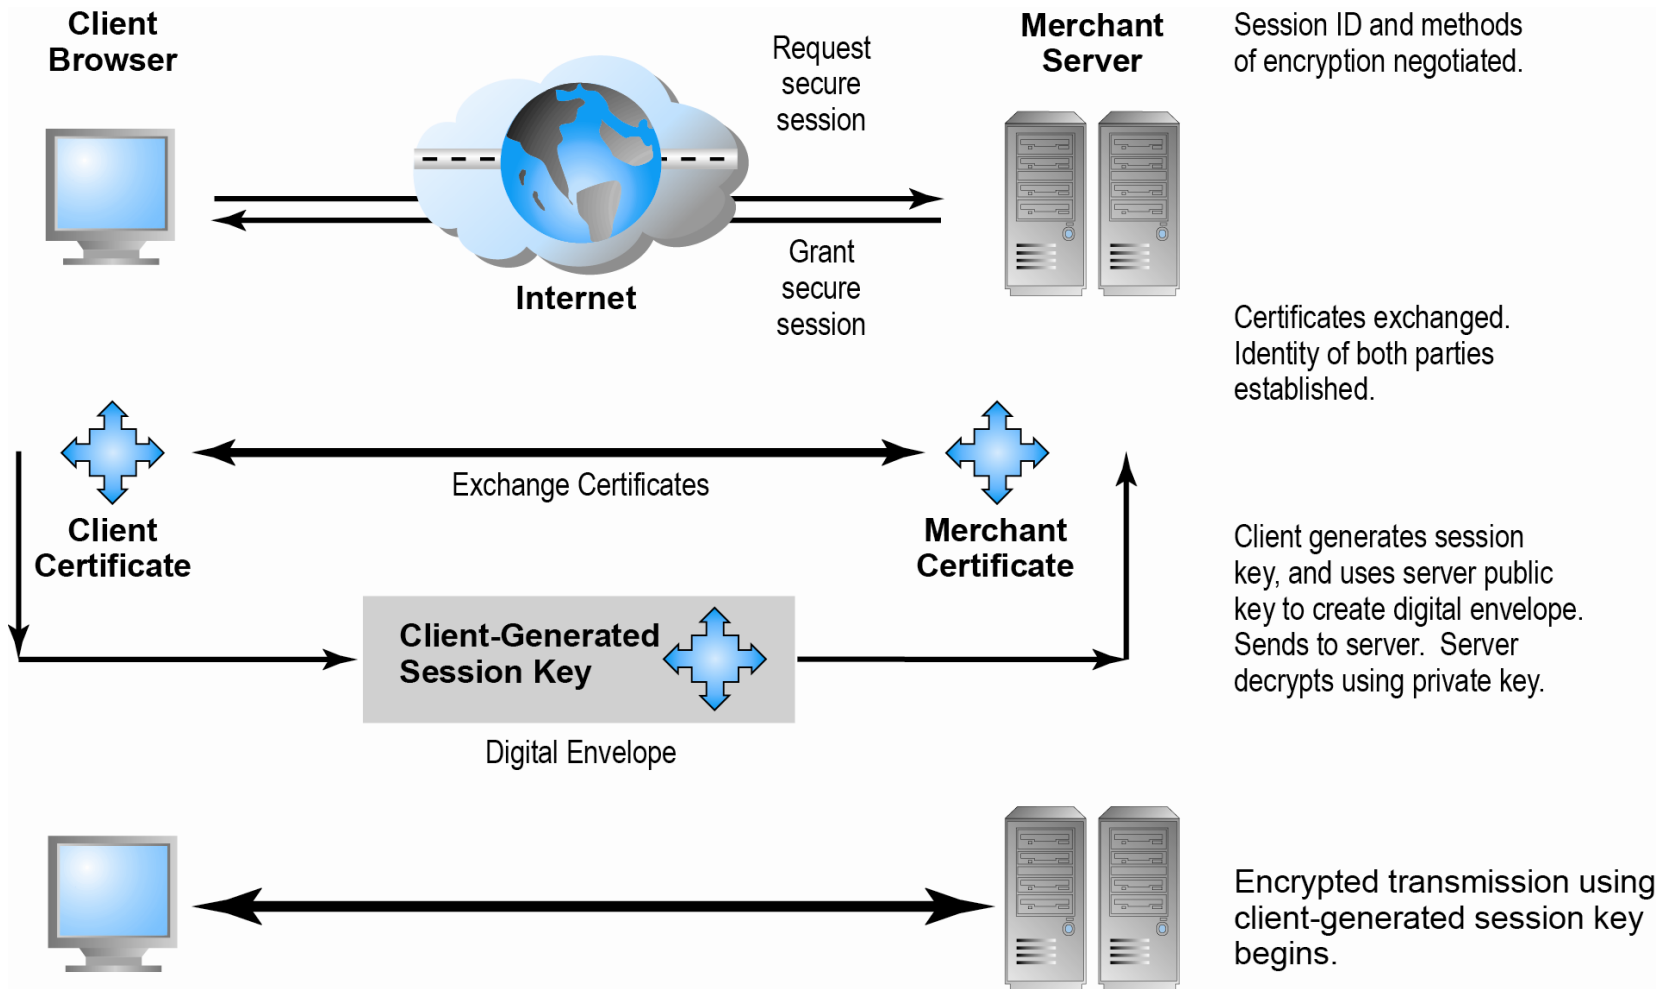 Client
Browser
Request
secure
session
Merchant
Server
Session ID and methods
of encryption negotiated.
Grant
secure
session
Internet
Certificates exchanged.
Identity of both parties
established.
Exchange Certificates
Client
Certificate
Merchant
Certificate
Client generates session
key, and uses server public
key to create digital envelope.
Sends to server.  Server
decrypts using private key.
Client-Generated
Session Key
Digital Envelope
Encrypted transmission using
client-generated session key
begins.